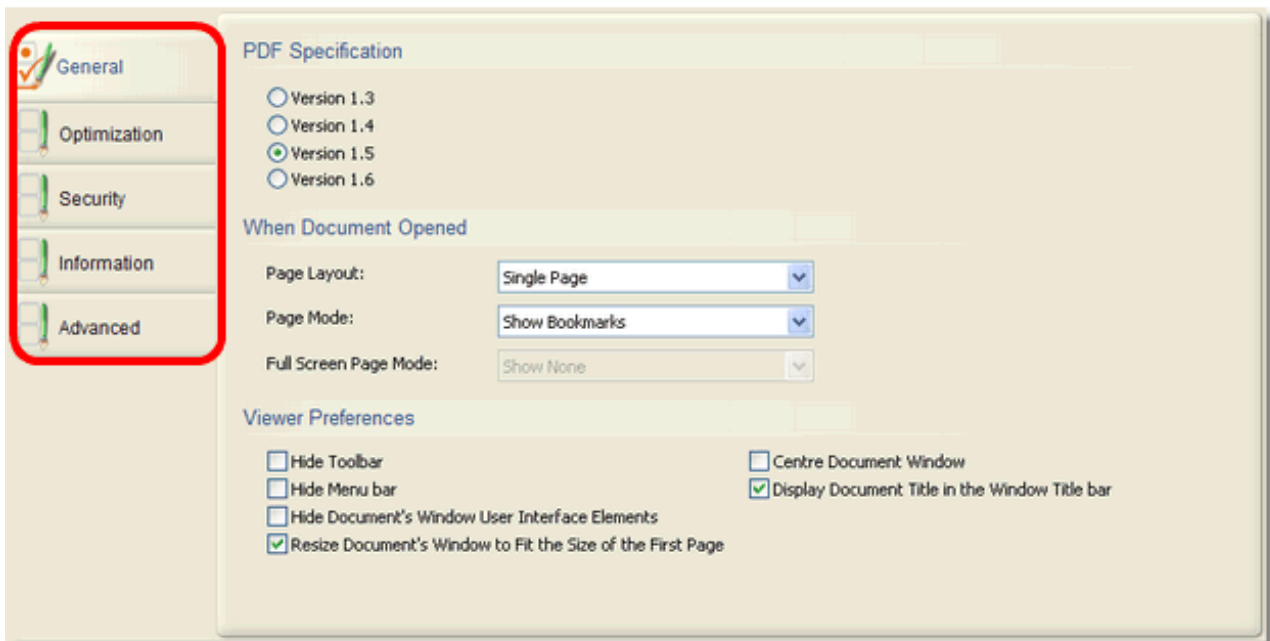 General
Optimization
Security
Information
Advanced
PDF Specification
Version 1.3
Version 1.4
Version 1.5
Version 1.6
When Document Opened
Page Layout: Single Page
Page Mode: Show Bookmarks
Full Screen Page Mode: Show None
Viewer Preferences
Hide Toolbar
Hide Menu bar
Hide Document's Window User Interface Elements
Resize Document's Window to Fit the Size of the First Page
Centre Document Window
Display Document Title in the Window Title bar